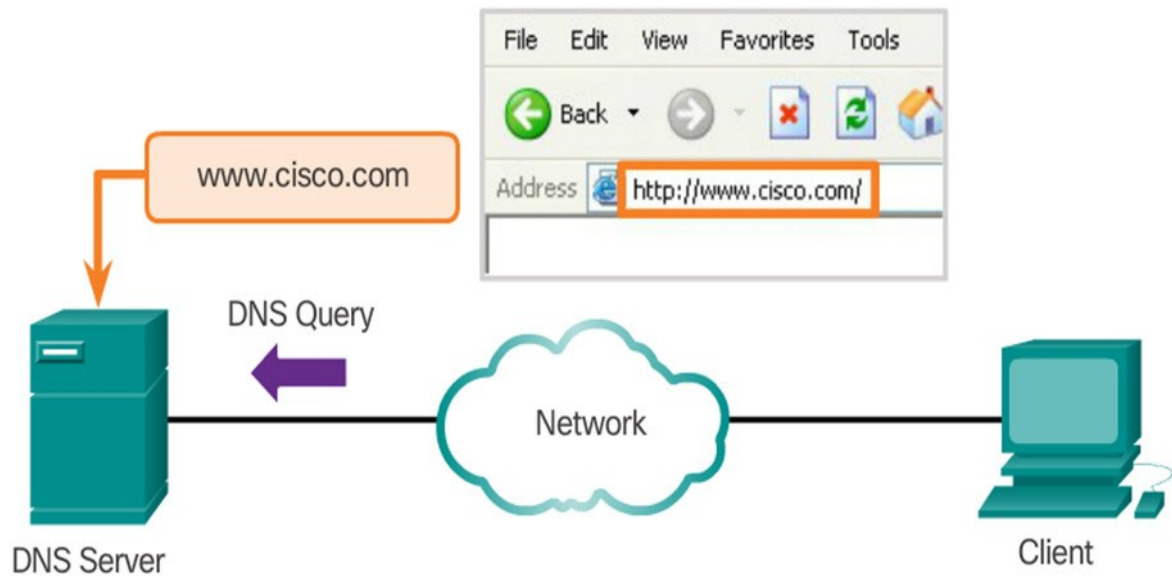 File Edit View Favorites Tools
Back
Address http://www.cisco.com/
www.cisco.com
DNS Query
Network
DNS Server
Client